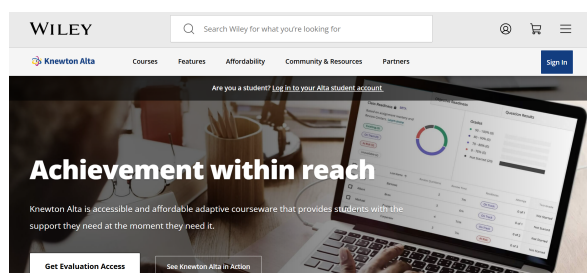 WILEY
Search Wiley for what you're looking for
Knewton Alta Courses Features Affordability Community & Resources Partners Sign In
Are you a student? Log in to your Alta student account
Achievement within reach
Knewton Alta is accessible and affordable adaptive courseware that provides students with the
support they need at the moment they need it.
Get Evaluation Access See Knewton Alta in Action